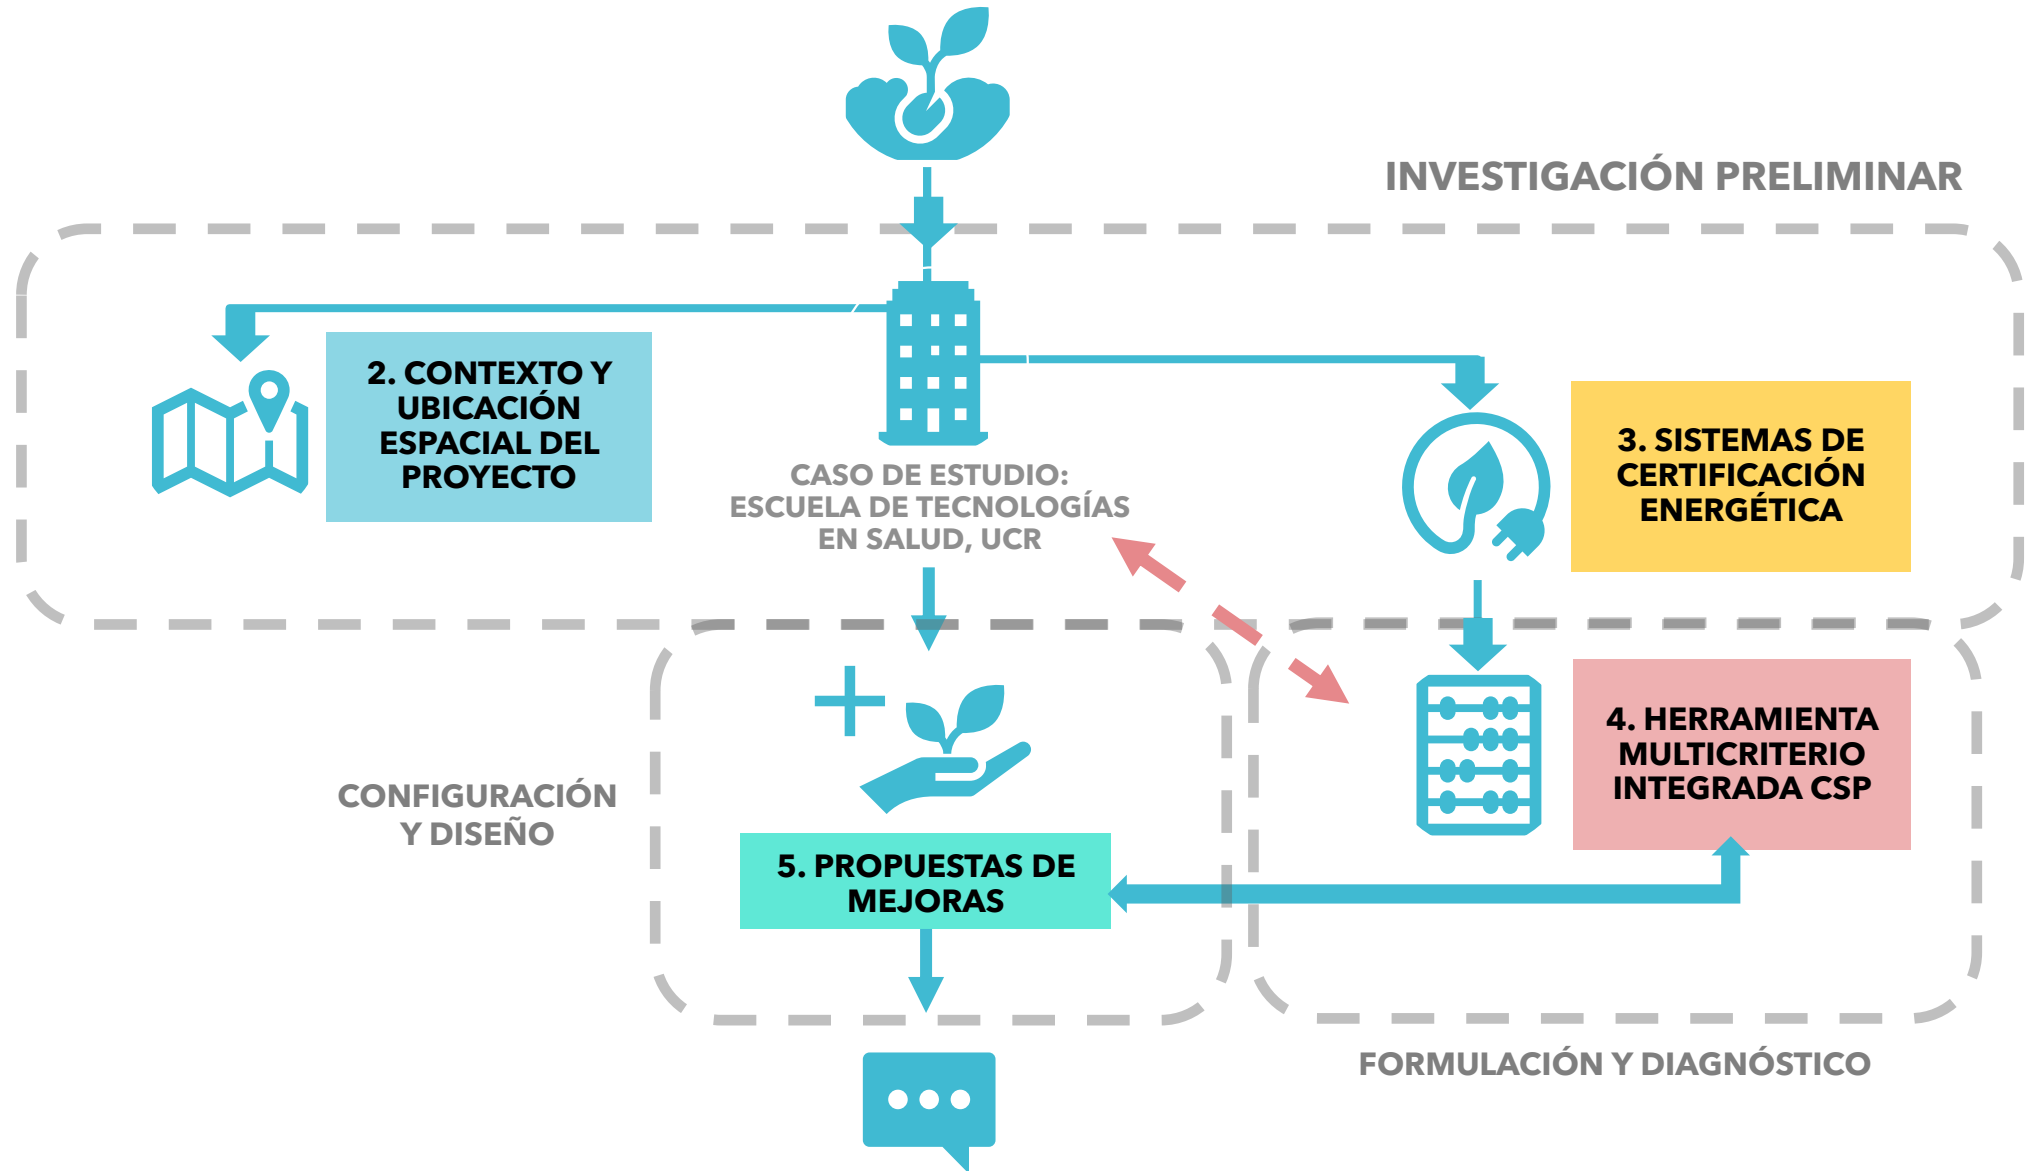 INVESTIGACIÓN PRELIMINAR
2. CONTEXTO Y
UBICACIÓN
ESPACIAL DEL
PROYECTO
CASO DE ESTUDIO:
ESCUELA DE TECNOLOGÍAS
EN SALUD, UCR
3. SISTEMAS DE
CERTIFICACIÓN
ENERGÉTICA
4. HERRAMIENTA
MULTICRITERIO
INTEGRADA CSP
CONFIGURACIÓN
Y DISEÑO
5. PROPUESTAS DE
MEJORAS
FORMULACIÓN Y DIAGNÓSTICO